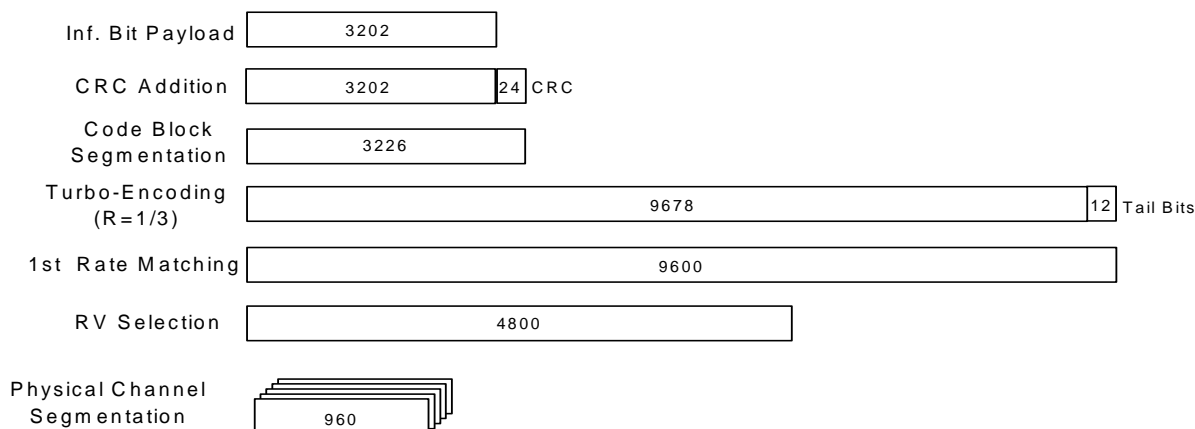 Inf. Bit Payload 3202
CRC Addition 3202 24 CRC
Code Block
Segmentation 3226
Turbo-Encoding
(R=1/3) 9678 12 Tail Bits
1st Rate Matching 9600
RV Selection 4800
Physical Channel
Segmentation 960